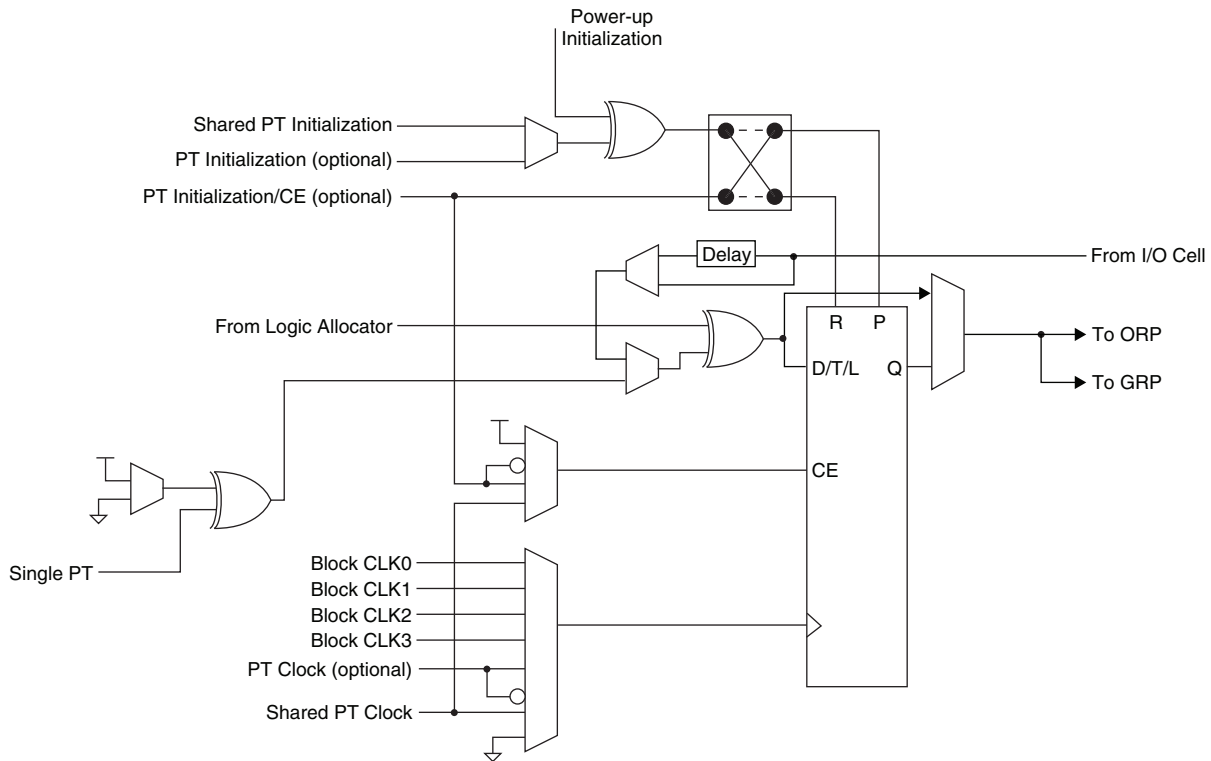 Power-up
Initialization
Shared PT Initialization
PT Initialization (optional)
PT Initialization/CE (optional)
Delay
From I/O Cell
From Logic Allocator
R
P
To ORP
D/T/L
Q
To GRP
CE
Single PT
Block CLK0
Block CLK1
Block CLK2
Block CLK3
PT Clock (optional)
Shared PT Clock